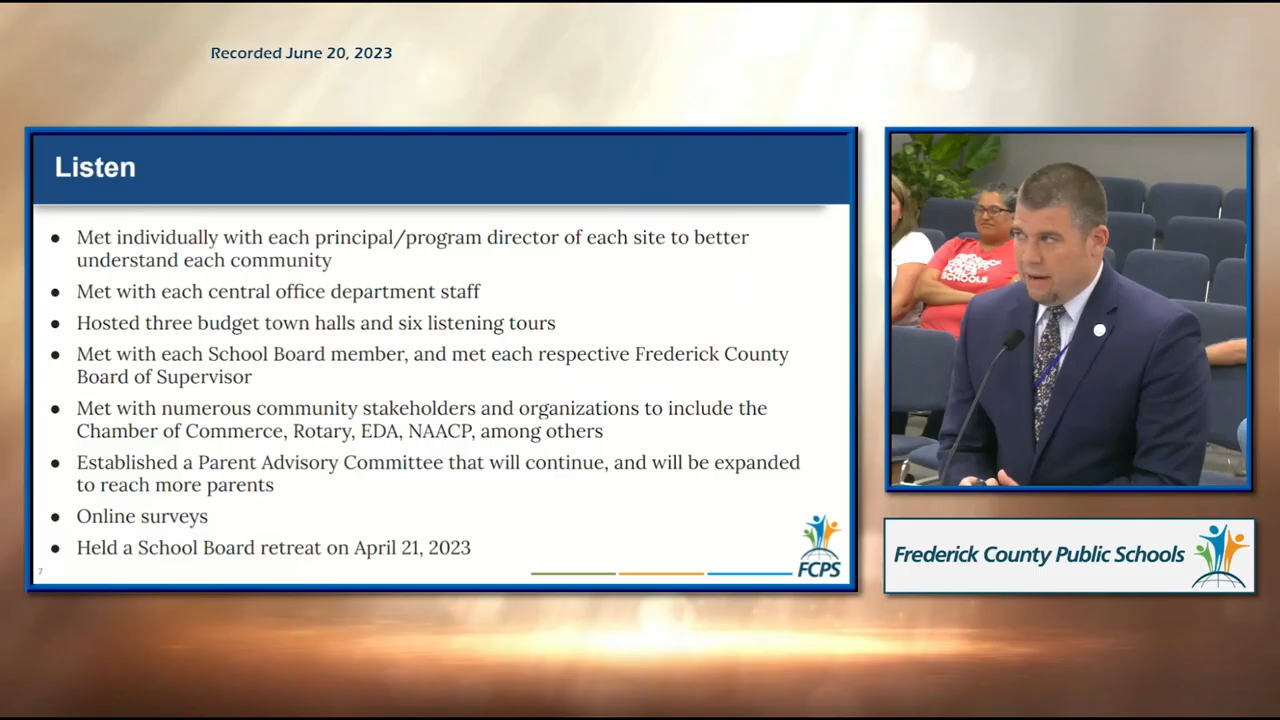 Recorded June 20, 2023
Listen
● Met individually with each principal/program director of each site to better
understand each community
● Met with each central office department staff
● Hosted three budget town halls and six listening tours
● Met with each School Board member, and met each respective Frederick County
Board of Supervisor
● Met with numerous community stakeholders and organizations to include the
Chamber of Commerce, Rotary, EDA, NAACP, among others
● Established a Parent Advisory Committee that will continue, and will be expanded
to reach more parents
● Online surveys
● Held a School Board retreat on April 21, 2023
7
FCPS
COUNTY
PUBLIC
SCHOOLS
Frederick County Public Schools